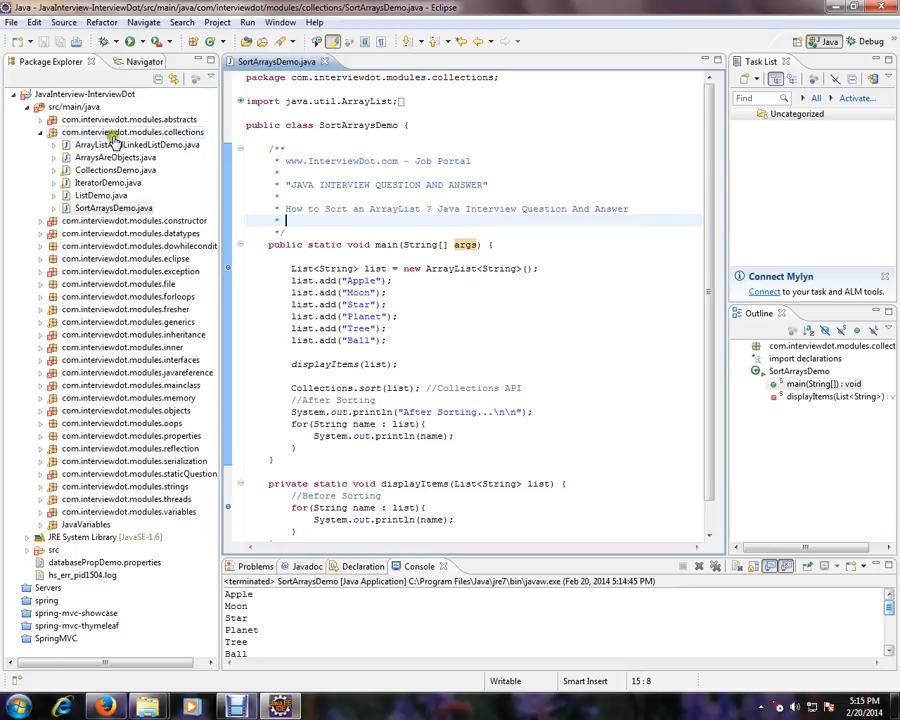 Java - JavaInterview-InterviewDot/src/main/java/com/interviewdot/modules/collections/SortArraysDemo.java - Eclipse
File Edit Source Refactor Navigate Search Project Run Window Help
Java Debug
Package Explorer Navigator
JavaInterview-InterviewDot
src/main/java
com.interviewdot.modules.abstracts
com.interviewdot.modules.collections
ArraysAreObjects.java
CollectionsDemo.java
IteratorDemo.java
ListDemo.java
SortArraysDemo.java
com.interviewdot.modules.constructor
com.interviewdot.modules.datatypes
com.interviewdot.modules.dowhilecondit
com.interviewdot.modules.eclipse
com.interviewdot.modules.exception
com.interviewdot.modules.file
com.interviewdot.modules.forloops
com.interviewdot.modules.fresher
com.interviewdot.modules.generics
com.interviewdot.modules.inheritance
com.interviewdot.modules.inner
com.interviewdot.modules.interfaces
com.interviewdot.modules.javareference
com.interviewdot.modules.mainclass
com.interviewdot.modules.memory
com.interviewdot.modules.objects
com.interviewdot.modules.oops
com.interviewdot.modules.properties
com.interviewdot.modules.reflection
com.interviewdot.modules.serialization
com.interviewdot.modules.staticQuestion
com.interviewdot.modules.strings
com.interviewdot.modules.threads
com.interviewdot.modules.variables
JavaVariables
JRE System Library [JavaSE-1.6]
src
databasePropDemo.properties
hs_err_pid1504.log
Servers
spring
spring-mvc-showcase
spring-mvc-thymeleaf
SpringMVC
SortArraysDemo.java
package com.interviewdot.modules.collections;
import java.util.ArrayList;
public class SortArraysDemo {
/**
* www.InterviewDot.com - Job Portal
*
* "JAVA INTERVIEW QUESTION AND ANSWER"
*
* How to Sort an ArrayList ? Java Interview Question And Answer
*
*/
public static void main(String[] args) {
List<String> list = new ArrayList<String>();
list.add("Apple");
list.add("Moon");
list.add("Star");
list.add("Planet");
list.add("Tree");
list.add("Ball");
displayItems(list);
Collections.sort(list); //Collections API
//After Sorting
System.out.println("After Sorting...\n\n");
for(String name : list){
System.out.println(name);
}
}
private static void displayItems(List<String> list) {
//Before Sorting
for(String name : list){
System.out.println(name);
}
Task List
Find All Activate...
Uncategorized
Connect Mylyn
Connect to your task and ALM tools.
Outline
com.interviewdot.modules.collect
import declarations
SortArraysDemo
main(String[]) : void
displayItems(List<String>) : v
Problems Javadoc Declaration Console
<terminated> SortArraysDemo [Java Application] C:\Program Files\Java\jre7\bin\javaw.exe (Feb 20, 2014 5:14:45 PM)
Apple
Moon
Star
Planet
Tree
Ball
Writable Smart Insert 15 : 8
5:15 PM
2/20/2014